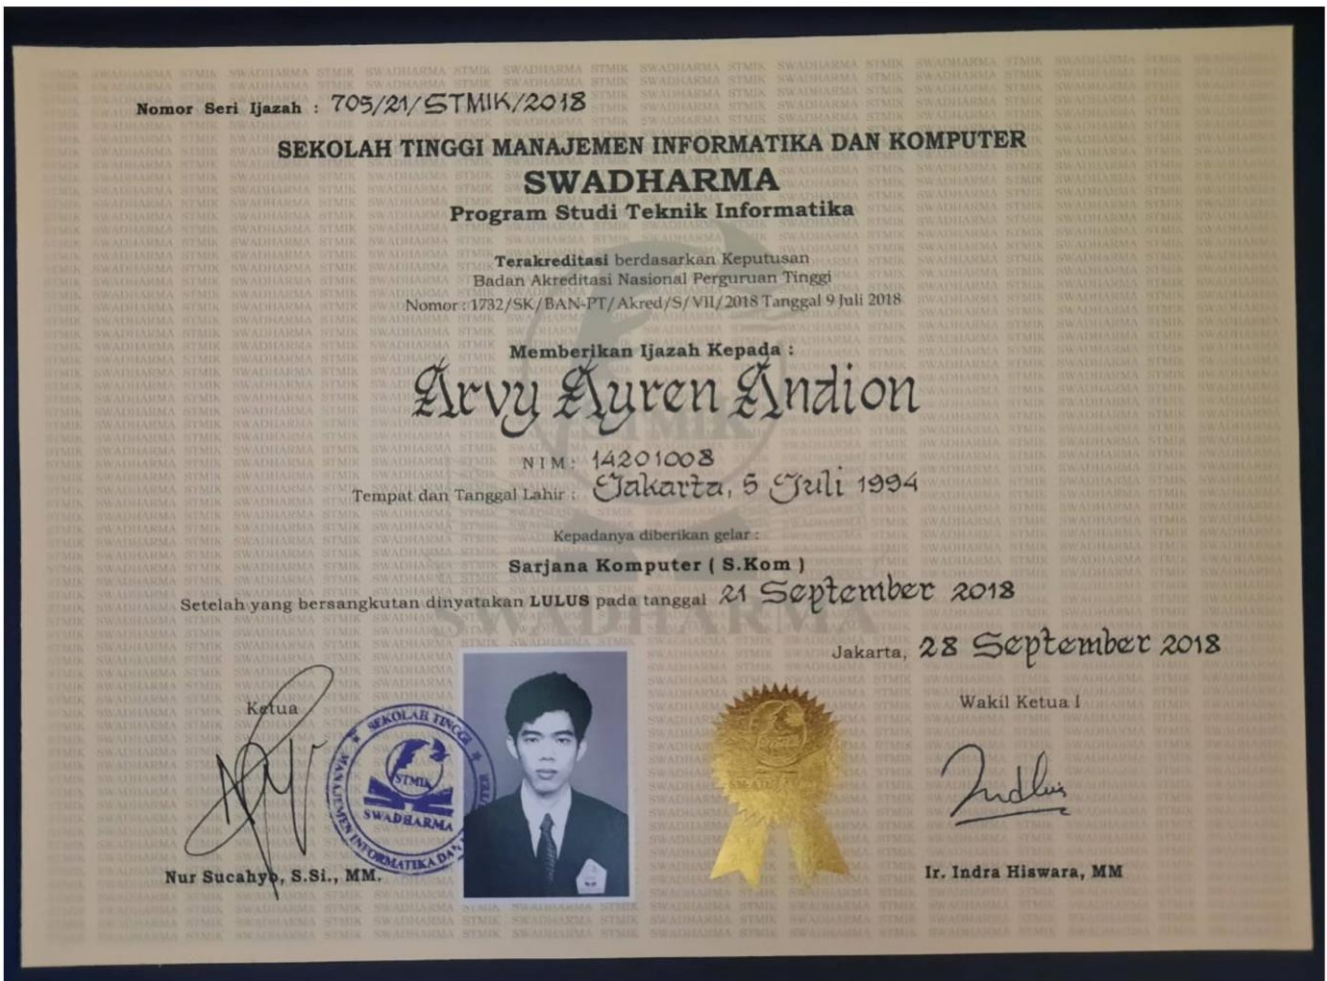 Nomor Seri Ijazah : 705/21/STMIK/2018
SEKOLAH TINGGI MANAJEMEN INFORMATIKA DAN KOMPUTER
SWADHARMA
Program Studi Teknik Informatika
Terakreditasi berdasarkan Keputusan
Badan Akreditasi Nasional Perguruan Tinggi
Nomor : 1732/SK/BAN-PT/Akred/S/VII/2018 Tanggal 9 Juli 2018
Memberikan Ijazah Kepada :
Arvy Ayren Andion
NIM : 14201008
Tempat dan Tanggal Lahir : Jakarta, 5 Juli 1994
Kepadanya diberikan gelar :
Sarjana Komputer ( S.Kom )
Setelah yang bersangkutan dinyatakan LULUS pada tanggal 21 September 2018
Jakarta, 28 September 2018
Ketua
Wakil Ketua I
SEKOLAH TINGGI
MANAJEMEN INFORMATIKA DAN
STMIK
SWADHARMA
Nur Sucahyo, S.Si., MM.
Ir. Indra Hiswara, MM